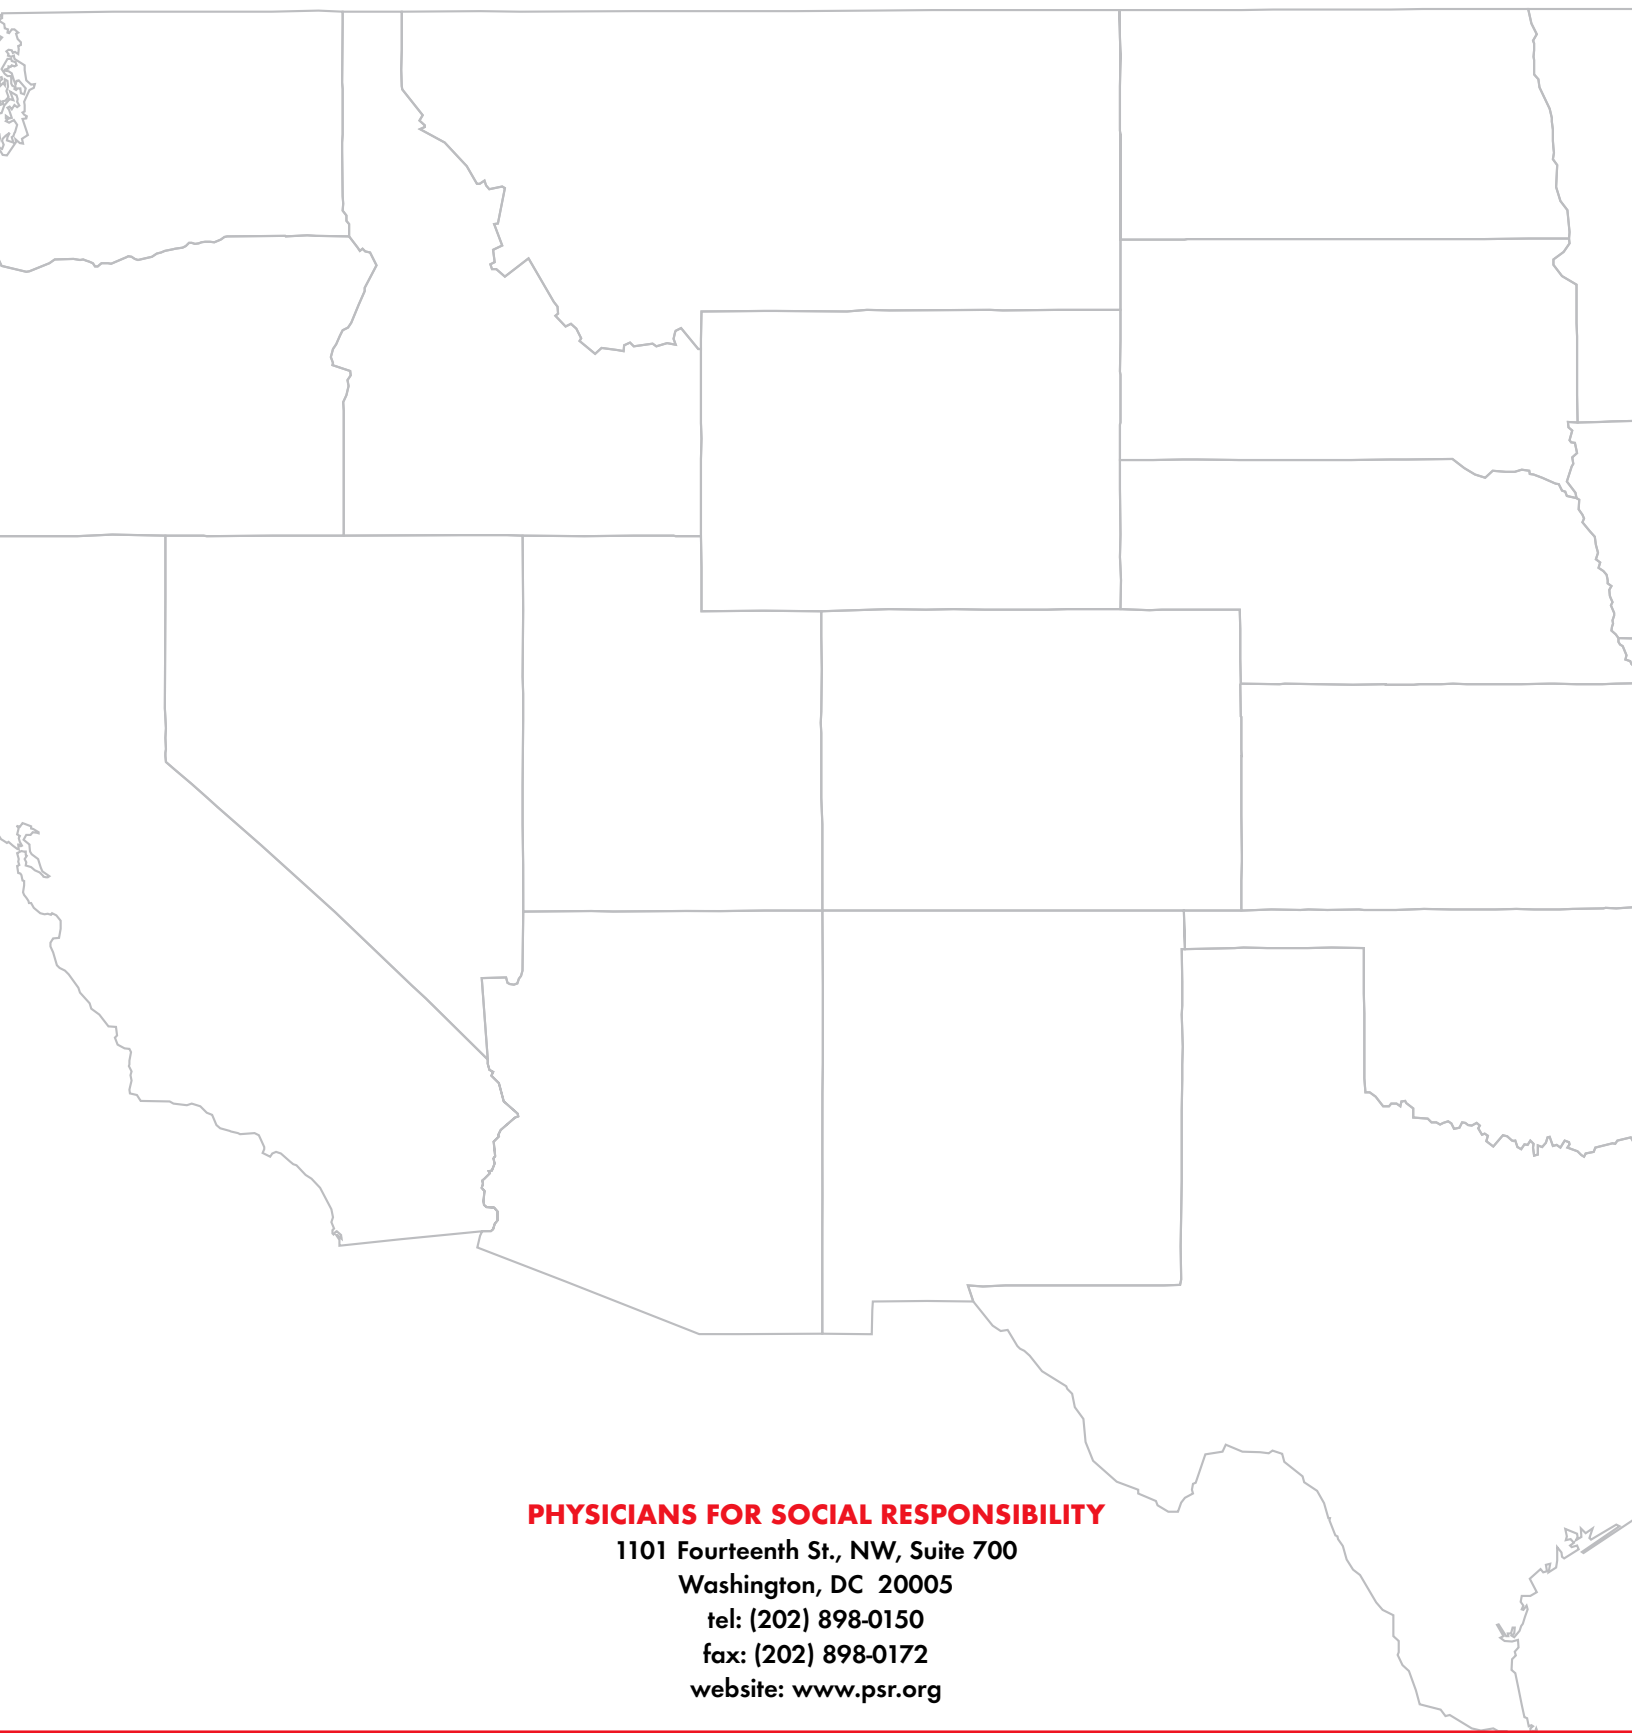 PHYSICIANS FOR SOCIAL RESPONSIBILITY
1101 Fourteenth St., NW, Suite 700
Washington, DC  20005
tel: (202) 898-0150
fax: (202) 898-0172
website: www.psr.org